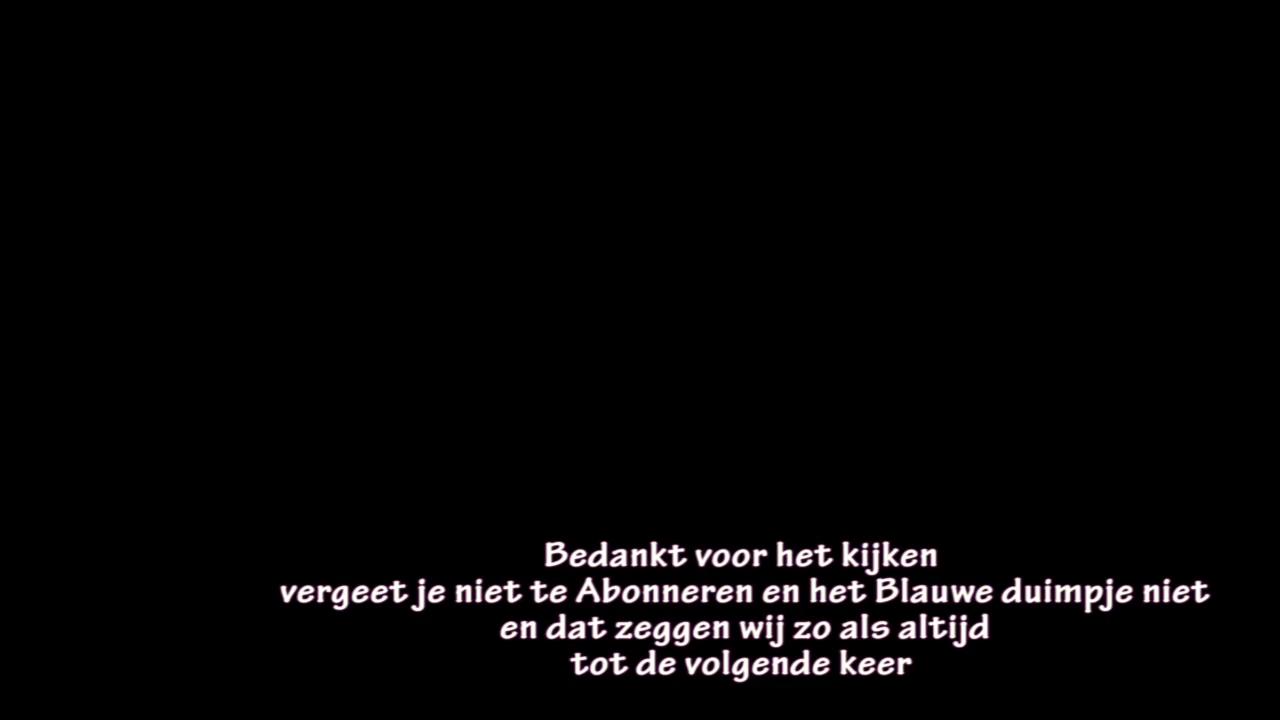 Bedankt voor het kijken
vergeet je niet te Abonneren en het Blauwe duimpje niet
en dat zeggen wij zo als altijd
tot de volgende keer